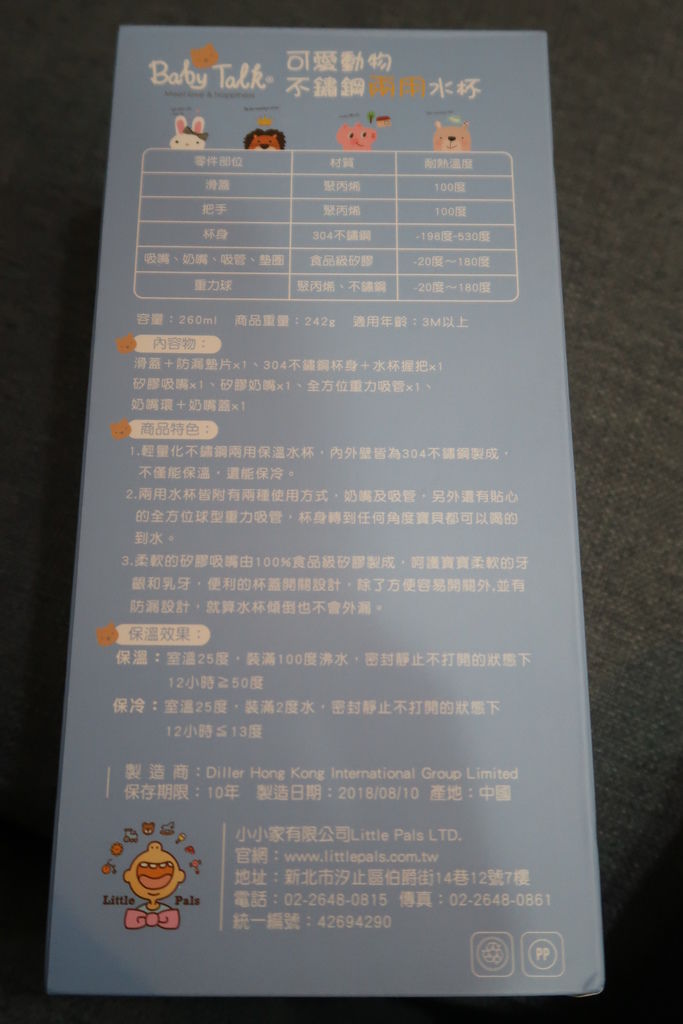 Baby Talk®
可愛動物
不鏽鋼兩用水杯
零件部位 材質 耐熱溫度
滑蓋 聚丙烯 100度
把手 聚丙烯 100度
杯身 304不鏽鋼 -198度-530度
吸嘴、奶嘴、吸管、墊圈 食品級矽膠 -20度～180度
重力球 聚丙烯、不鏽鋼 -20度～180度
容量：260ml 商品重量：242g 適用年齡：3M以上
內容物：
滑蓋＋防漏墊片x1、304不鏽鋼杯身＋水杯握把x1
矽膠吸嘴x1、矽膠奶嘴x1、全方位重力吸管x1、
奶嘴環＋奶嘴蓋x1
商品特色：
1.輕量化不鏽鋼兩用保溫水杯，內外壁皆為304不鏽鋼製成，
不僅能保溫，還能保冷。
2.兩用水杯皆附有兩種使用方式，奶嘴及吸管，另外還有貼心
的全方位球型重力吸管，杯身轉到任何角度寶貝都可以喝的
到水。
3.柔軟的矽膠吸嘴由100%食品級矽膠製成，呵護寶寶柔軟的牙
齦和乳牙，便利的杯蓋開關設計，除了方便容易開關外,並有
防漏設計，就算水杯傾倒也不會外漏。
保溫效果：
保溫：室溫25度，裝滿100度沸水，密封靜止不打開的狀態下
12小時≧50度
保冷：室溫25度，裝滿2度水，密封靜止不打開的狀態下
12小時≦13度
製造商：Diller Hong Kong International Group Limited
保存期限：10年 製造日期：2018/08/10 產地：中國
Little Pals
小小家有限公司Little Pals LTD.
官網：www.littlepals.com.tw
地址：新北市汐止區伯爵街14巷12號7樓
電話：02-2648-0815 傳真：02-2648-0861
統一編號：42694290
PP